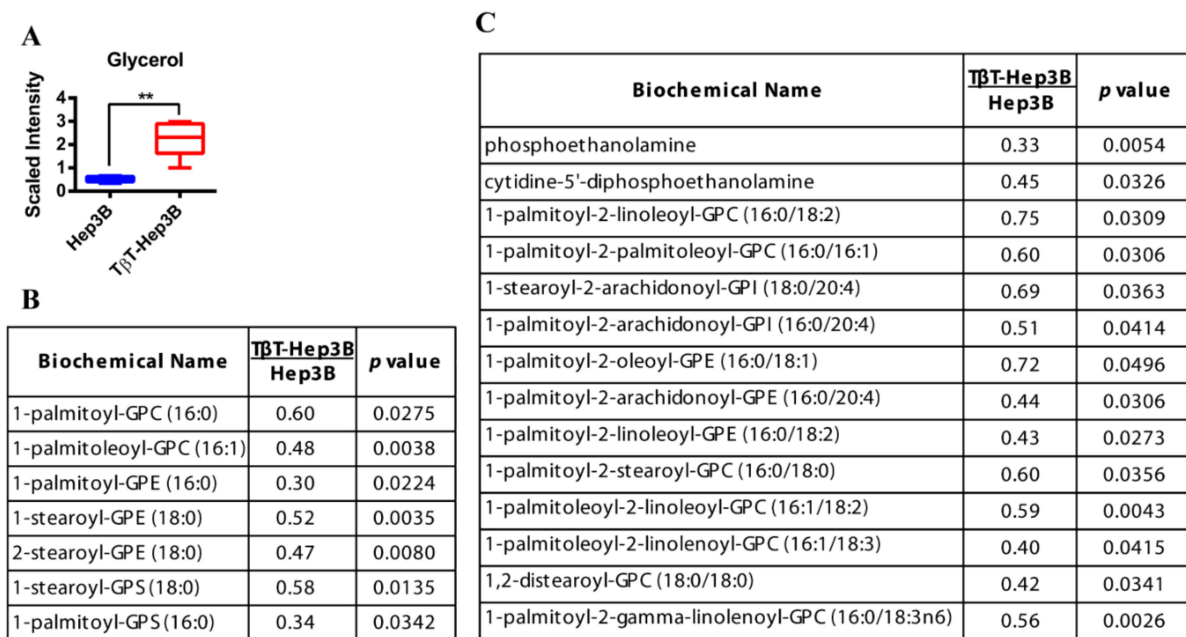 A
Glycerol
Scaled Intensity
4
3
2
1
0
**
Hep3B
TβT-Hep3B
B
Biochemical Name TβT-Hep3B p value
Hep3B
1-palmitoyl-GPC (16:0) 0.60 0.0275
1-palmitoleoyl-GPC (16:1) 0.48 0.0038
1-palmitoyl-GPE (16:0) 0.30 0.0224
1-stearoyl-GPE (18:0) 0.52 0.0035
2-stearoyl-GPE (18:0) 0.47 0.0080
1-stearoyl-GPS (18:0) 0.58 0.0135
1-palmitoyl-GPS (16:0) 0.34 0.0342
C
Biochemical Name TβT-Hep3B p value
Hep3B
phosphoethanolamine 0.33 0.0054
cytidine-5'-diphosphoethanolamine 0.45 0.0326
1-palmitoyl-2-linoleoyl-GPC (16:0/18:2) 0.75 0.0309
1-palmitoyl-2-palmitoleoyl-GPC (16:0/16:1) 0.60 0.0306
1-stearoyl-2-arachidonoyl-GPI (18:0/20:4) 0.69 0.0363
1-palmitoyl-2-arachidonoyl-GPI (16:0/20:4) 0.51 0.0414
1-palmitoyl-2-oleoyl-GPE (16:0/18:1) 0.72 0.0496
1-palmitoyl-2-arachidonoyl-GPE (16:0/20:4) 0.44 0.0306
1-palmitoyl-2-linoleoyl-GPE (16:0/18:2) 0.43 0.0273
1-palmitoyl-2-stearoyl-GPC (16:0/18:0) 0.60 0.0356
1-palmitoleoyl-2-linoleoyl-GPC (16:1/18:2) 0.59 0.0043
1-palmitoleoyl-2-linolenoyl-GPC (16:1/18:3) 0.40 0.0415
1,2-distearoyl-GPC (18:0/18:0) 0.42 0.0341
1-palmitoyl-2-gamma-linolenoyl-GPC (16:0/18:3n6) 0.56 0.0026